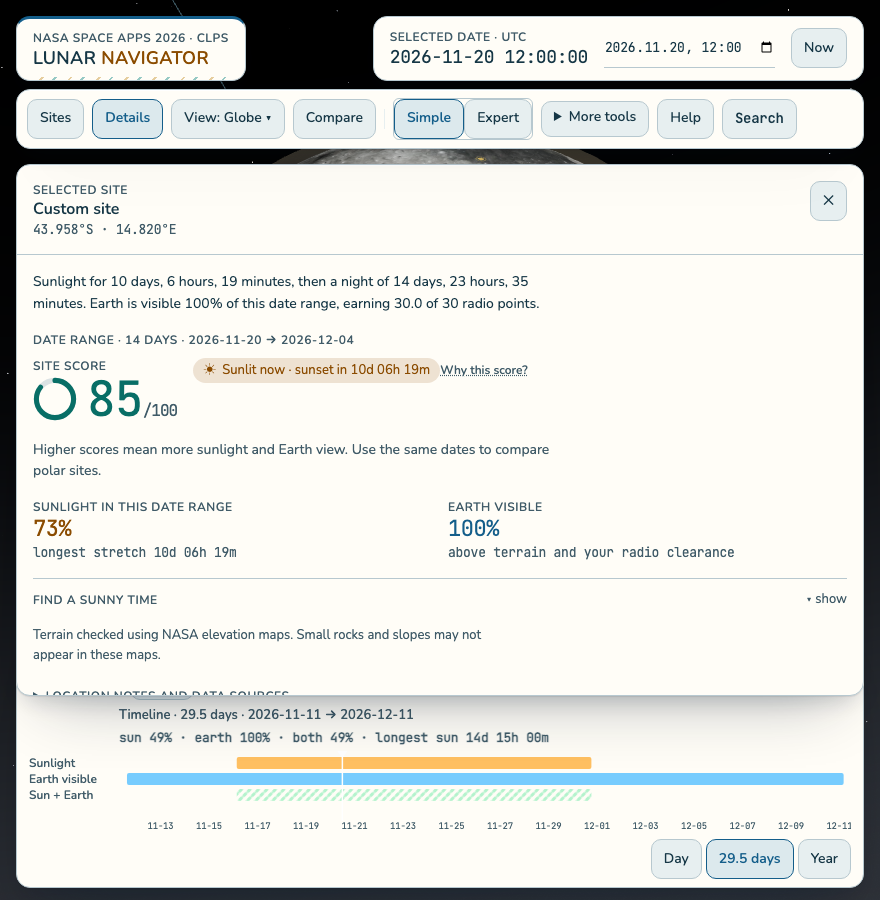 NASA SPACE APPS 2026 · CLPS
LUNAR NAVIGATOR
SELECTED DATE · UTC
2026-11-20 12:00:00
2026.11.20, 12:00
Now
Sites
Details
View: Globe ▾
Compare
Simple
Expert
▶ More tools
Help
Search
SELECTED SITE
Custom site
43.958°S · 14.820°E
×
Sunlight for 10 days, 6 hours, 19 minutes, then a night of 14 days, 23 hours, 35
minutes. Earth is visible 100% of this date range, earning 30.0 of 30 radio points.
DATE RANGE · 14 DAYS · 2026-11-20 → 2026-12-04
SITE SCORE
85/100
☀ Sunlit now · sunset in 10d 06h 19m
Why this score?
Higher scores mean more sunlight and Earth view. Use the same dates to compare
polar sites.
SUNLIGHT IN THIS DATE RANGE
73%
longest stretch 10d 06h 19m
EARTH VISIBLE
100%
above terrain and your radio clearance
FIND A SUNNY TIME
▾ show
Terrain checked using NASA elevation maps. Small rocks and slopes may not
appear in these maps.
▶ LOCATION NOTES AND DATA SOURCES
Timeline · 29.5 days · 2026-11-11 → 2026-12-11
sun 49% · earth 100% · both 49% · longest sun 14d 15h 00m
Sunlight
Earth visible
Sun + Earth
11-13 11-15 11-17 11-19 11-21 11-23 11-25 11-27 11-29 12-01 12-03 12-05 12-07 12-09 12-11
Day
29.5 days
Year